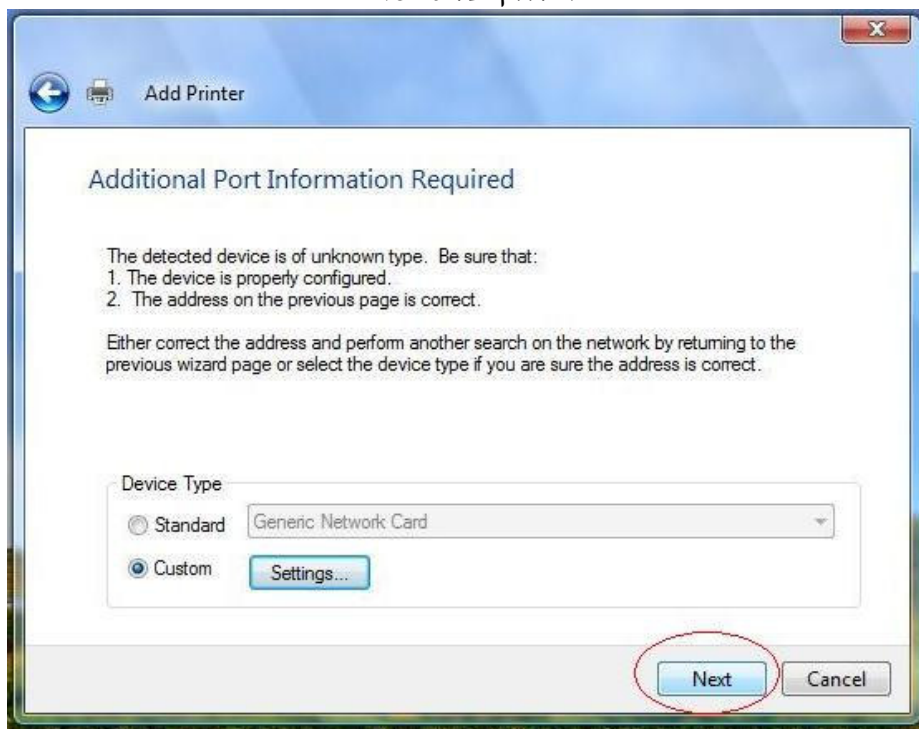 Add Printer
Additional Port Information Required
The detected device is of unknown type. Be sure that:
1. The device is properly configured.
2. The address on the previous page is correct.
Either correct the address and perform another search on the network by returning to the
previous wizard page or select the device type if you are sure the address is correct.
Device Type
Standard Generic Network Card
Custom Settings...
Next Cancel